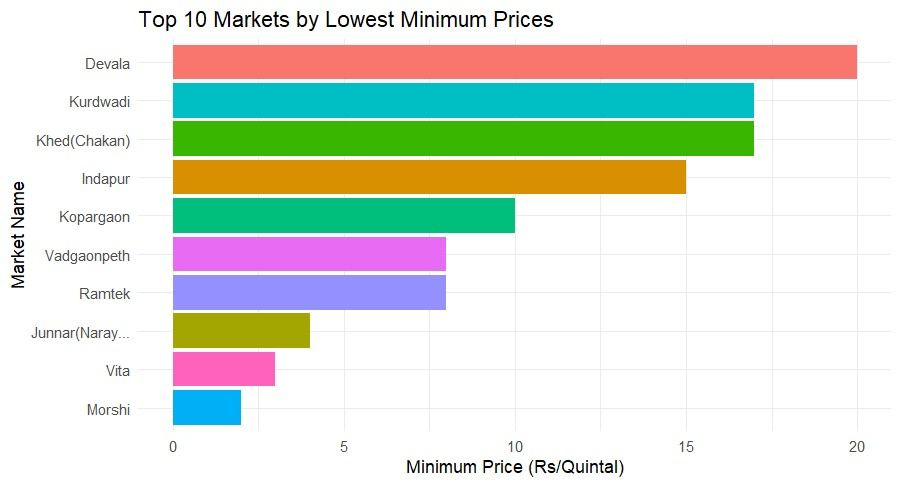 Top 10 Markets by Lowest Minimum Prices
Market Name
Devala
Kurdwadi
Khed(Chakan)
Indapur
Kopargaon
Vadgaonpeth
Ramtek
Junnar(Naray...
Vita
Morshi
0 5 10 15 20
Minimum Price (Rs/Quintal)